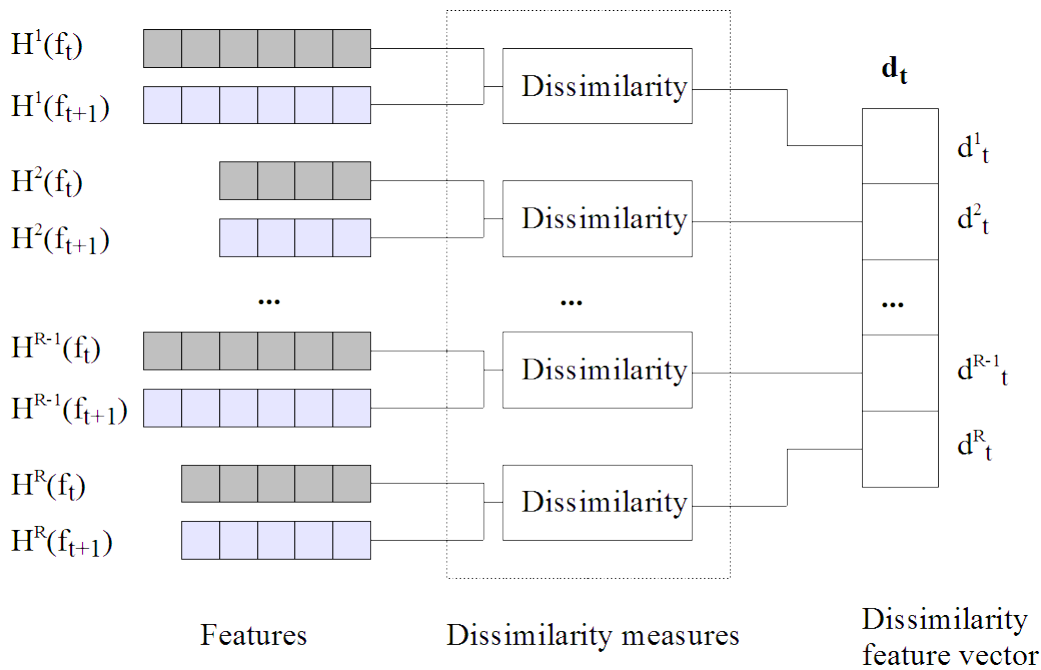 H¹(fₜ)
H¹(fₜ₊₁)
Dissimilarity
dₜ
d¹ₜ
H²(fₜ)
H²(fₜ₊₁)
Dissimilarity
d²ₜ
...
...
...
Hᴿ⁻¹(fₜ)
Hᴿ⁻¹(fₜ₊₁)
Dissimilarity
dᴿ⁻¹ₜ
Hᴿ(fₜ)
Hᴿ(fₜ₊₁)
Dissimilarity
dᴿₜ
Features
Dissimilarity measures
Dissimilarity
feature vector